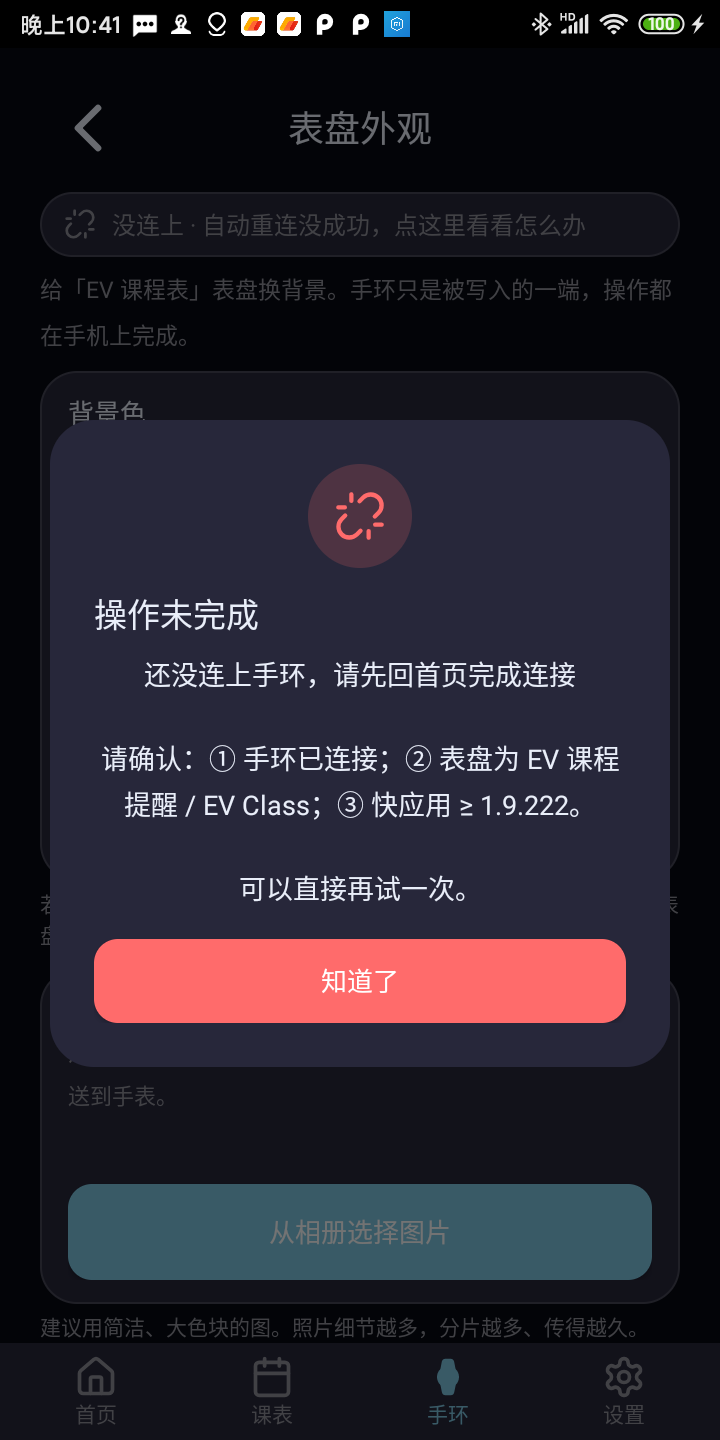 晚上10:41
HD
100
表盘外观
没连上 · 自动重连没成功，点这里看看怎么办
给「EV 课程表」表盘换背景。手环只是被写入的一端，操作都
在手机上完成。
背景色
操作未完成
还没连上手环，请先回首页完成连接
请确认：① 手环已连接；② 表盘为 EV 课程
提醒 / EV Class；③ 快应用 ≥ 1.9.222。
可以直接再试一次。
知道了
送到手表。
从相册选择图片
建议用简洁、大色块的图。照片细节越多，分片越多、传得越久。
首页
课表
手环
设置